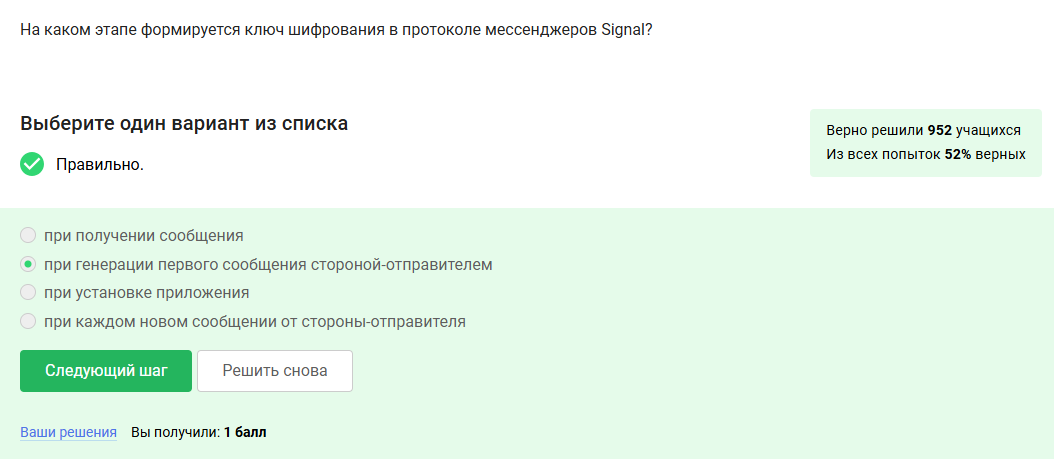 На каком этапе формируется ключ шифрования в протоколе мессенджеров Signal?
Выберите один вариант из списка
Правильно.
Верно решили 952 учащихся
Из всех попыток 52% верных
при получении сообщения
при генерации первого сообщения стороной-отправителем
при установке приложения
при каждом новом сообщении от стороны-отправителя
Следующий шаг
Решить снова
Ваши решения Вы получили: 1 балл